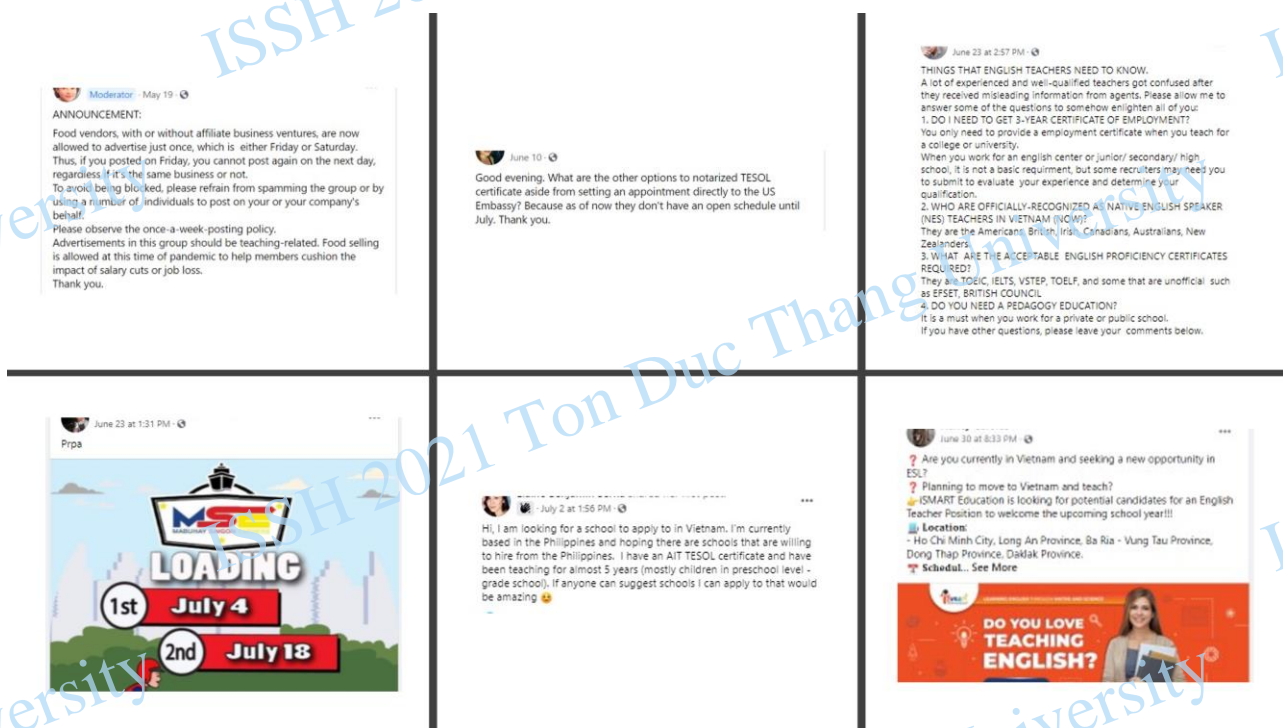 Moderator · May 19 ·
ANNOUNCEMENT:
Food vendors, with or without affiliate business ventures, are now
allowed to advertise just once, which is either Friday or Saturday.
Thus, if you posted on Friday, you cannot post again on the next day,
regardless if it's the same business or not.
To avoid being blocked, please refrain from spamming the group or by
using a number of individuals to post on your or your company's
behalf.
Please observe the once-a-week-posting policy.
Advertisements in this group should be teaching-related. Food selling
is allowed at this time of pandemic to help members cushion the
impact of salary cuts or job loss.
Thank you.
June 10 ·
Good evening. What are the other options to notarized TESOL
certificate aside from setting an appointment directly to the US
Embassy? Because as of now they don't have an open schedule until
July. Thank you.
June 23 at 2:57 PM ·
THINGS THAT ENGLISH TEACHERS NEED TO KNOW.
A lot of experienced and well-qualified teachers got confused after
they received misleading information from agents. Please allow me to
answer some of the questions to somehow enlighten all of you:
1. DO I NEED TO GET 3-YEAR CERTIFICATE OF EMPLOYMENT?
You only need to provide a employment certificate when you teach for
a college or university.
When you work for an english center or junior/ secondary/ high
school, it is not a basic requirment, but some recruiters may need you
to submit to evaluate your experience and determine your
qualification.
2. WHO ARE OFFICIALLY-RECOGNIZED AS NATIVE ENGLISH SPEAKER
(NES) TEACHERS IN VIETNAM (NOW)?
They are the Americans, British, Irish, Canadians, Australians, New
Zealanders.
3. WHAT ARE THE ACCEPTABLE ENGLISH PROFICIENCY CERTIFICATES
REQUIRED?
They are TOEIC, IELTS, VSTEP, TOELF, and some that are unofficial such
as EFSET, BRITISH COUNCIL
4. DO YOU NEED A PEDAGOGY EDUCATION?
It is a must when you work for a private or public school.
If you have other questions, please leave your comments below.
June 23 at 1:31 PM ·
Prpa
MSE
LOADING
1st July 4
2nd July 18
July 2 at 1:56 PM ·
Hi, I am looking for a school to apply to in Vietnam. I'm currently
based in the Philippines and hoping there are schools that are willing
to hire from the Philippines. I have an AIT TESOL certificate and have
been teaching for almost 5 years (mostly children in preschool level -
grade school). If anyone can suggest schools I can apply to that would
be amazing 😊
June 30 at 8:33 PM ·
❓ Are you currently in Vietnam and seeking a new opportunity in
ESL?
❓ Planning to move to Vietnam and teach?
👉iSMART Education is looking for potential candidates for an English
Teacher Position to welcome the upcoming school year!!!
Location:
- Ho Chi Minh City, Long An Province, Ba Ria - Vung Tau Province,
Dong Thap Province, Daklak Province.
Schedul... See More
DO YOU LOVE
TEACHING
ENGLISH?
ISSH 2021 Ton Duc Thang University